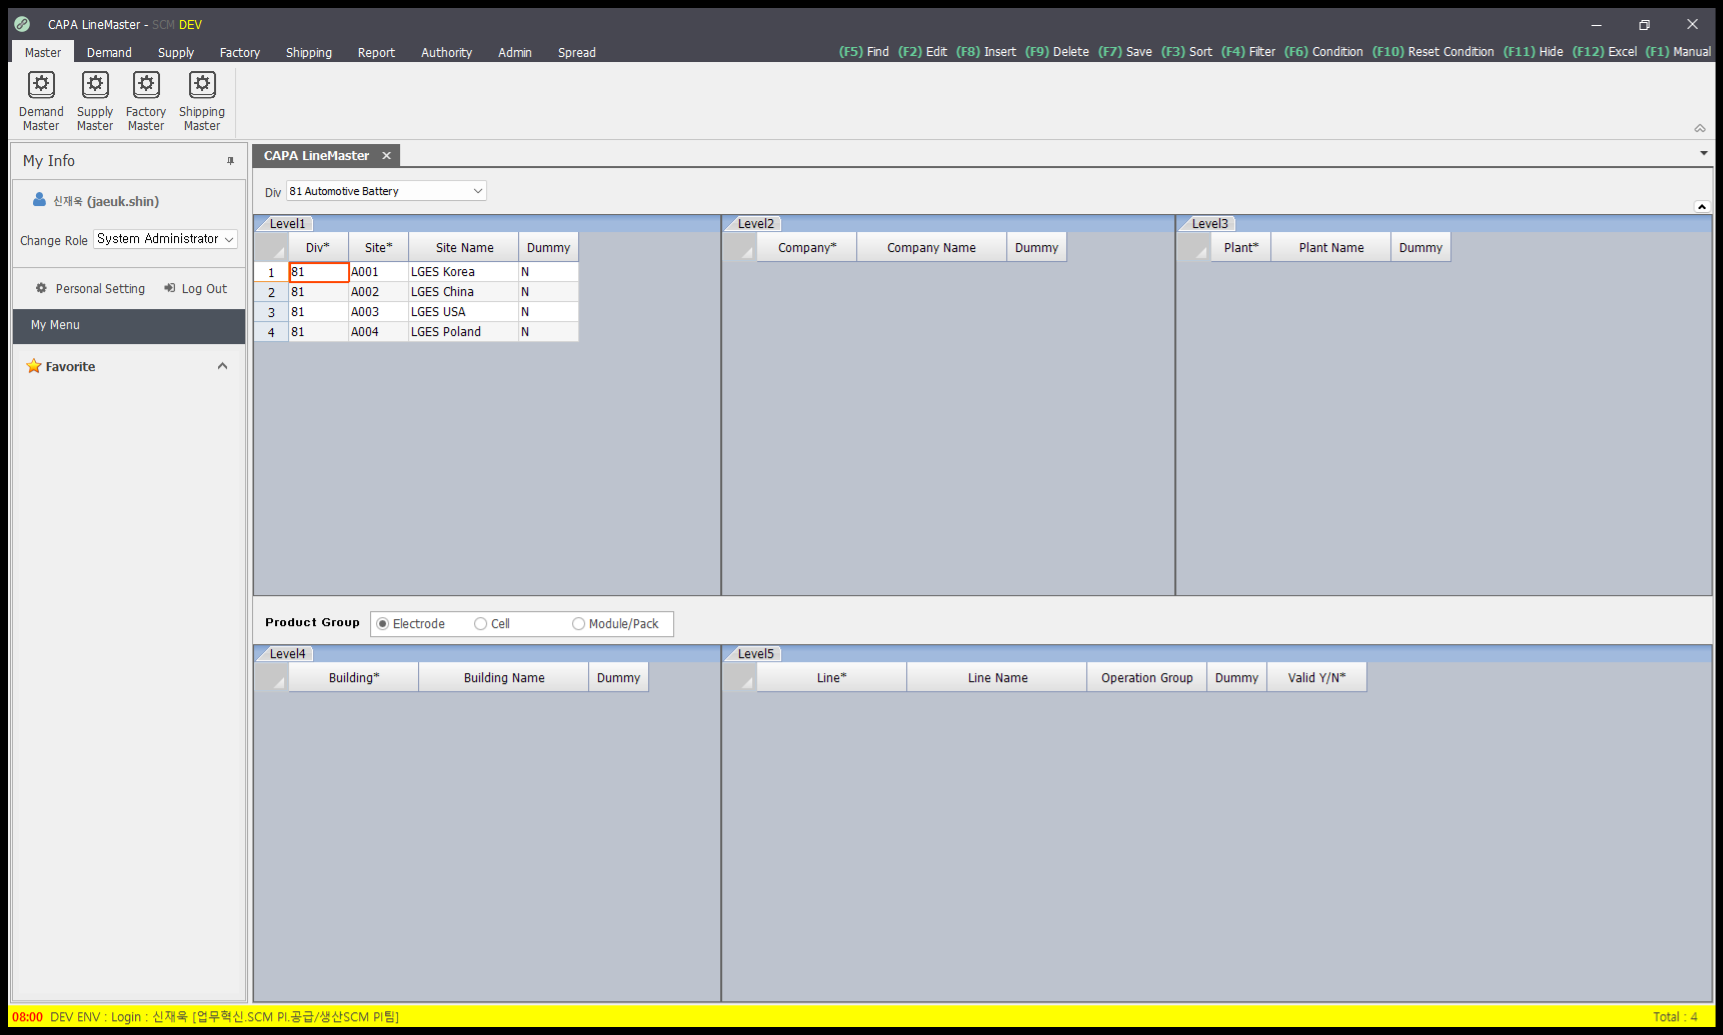 CAPA LineMaster - SCM DEV
Master Demand Supply Factory Shipping Report Authority Admin Spread
(F5) Find (F2) Edit (F8) Insert (F9) Delete (F7) Save (F3) Sort (F4) Filter (F6) Condition (F10) Reset Condition (F11) Hide (F12) Excel (F1) Manual
Demand Master
Supply Master
Factory Master
Shipping Master
My Info
신재욱 (jaeuk.shin)
Change Role System Administrator
Personal Setting Log Out
My Menu
Favorite
CAPA LineMaster
Div 81 Automotive Battery
Level1
Div* Site* Site Name Dummy
1 81 A001 LGES Korea N
2 81 A002 LGES China N
3 81 A003 LGES USA N
4 81 A004 LGES Poland N
Level2
Company* Company Name Dummy
Level3
Plant* Plant Name Dummy
Product Group Electrode Cell Module/Pack
Level4
Building* Building Name Dummy
Level5
Line* Line Name Operation Group Dummy Valid Y/N*
08:00 DEV ENV : Login : 신재욱 [업무혁신.SCM PI.공급/생산SCM PI팀]
Total : 4